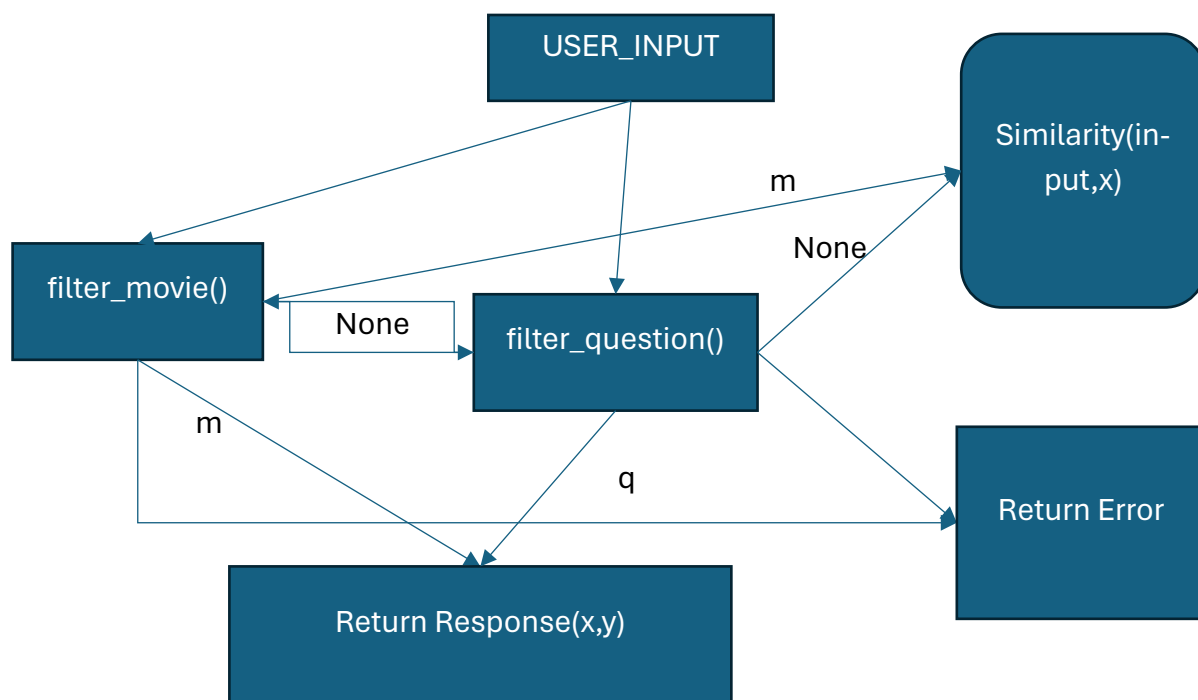 USER_INPUT
Similarity(in-
put,x)
m
None
filter_movie()
None
filter_question()
m
q
Return Error
Return Response(x,y)